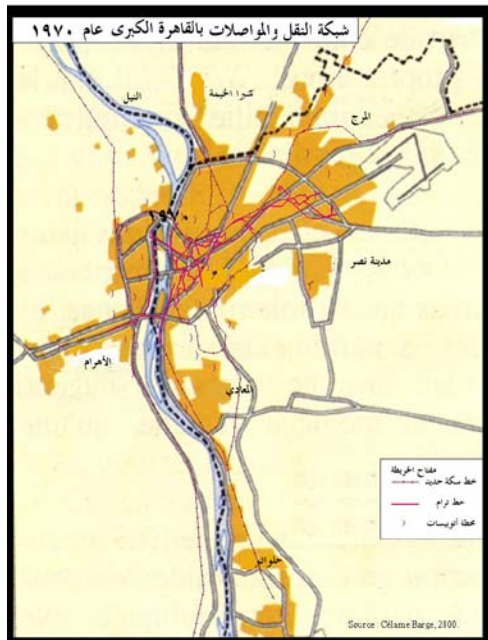 شبكة النقل والمواصلات بالقاهرة الكبرى عام ١٩٧٠
النيل
شبرا الخيمة
المرج
١٩٧٠
مدينة نصر
الأهرام
المعادي
حلوان
مفتاح الخريطة
خط سكة حديد
خط ترام
محطة أتوبيسات
Source : Célame Barge, 2000.